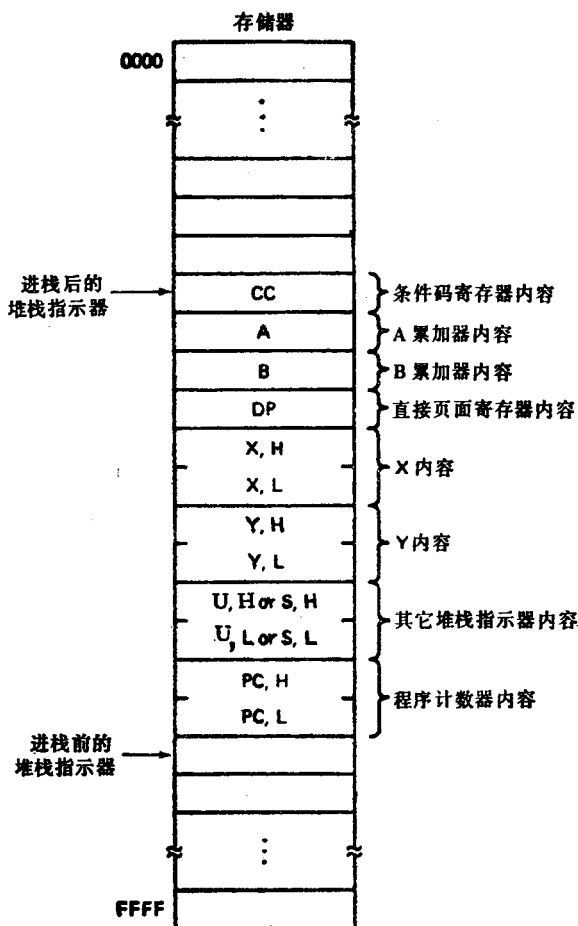 存储器
0000
进栈后的
堆栈指示器
CC
条件码寄存器内容
A
A 累加器内容
B
B 累加器内容
DP
直接页面寄存器内容
X, H
X, L
X 内容
Y, H
Y, L
Y 内容
U, H or S, H
U, L or S, L
其它堆栈指示器内容
PC, H
PC, L
程序计数器内容
进栈前的
堆栈指示器
FFFF